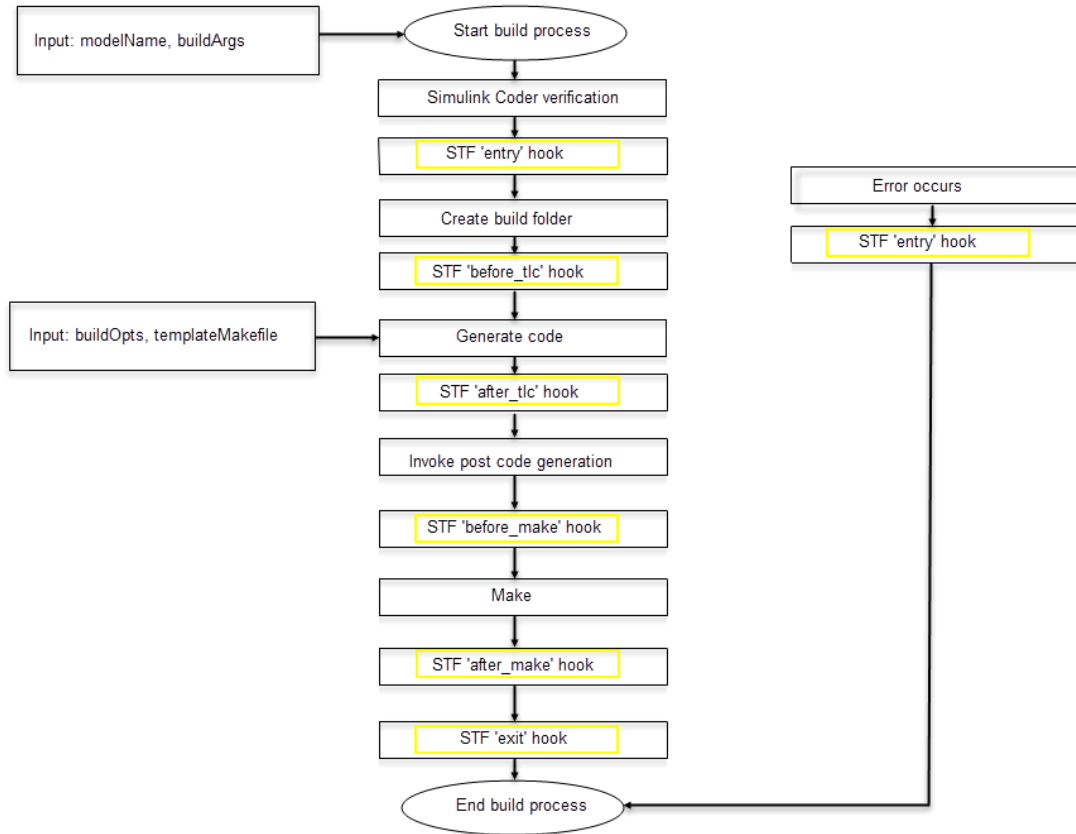 Input: modelName, buildArgs
Start build process
Simulink Coder verification
STF 'entry' hook
Create build folder
STF 'before_tlc' hook
Input: buildOpts, templateMakefile
Generate code
STF 'after_tlc' hook
Invoke post code generation
STF 'before_make' hook
Make
STF 'after_make' hook
STF 'exit' hook
End build process
Error occurs
STF 'entry' hook